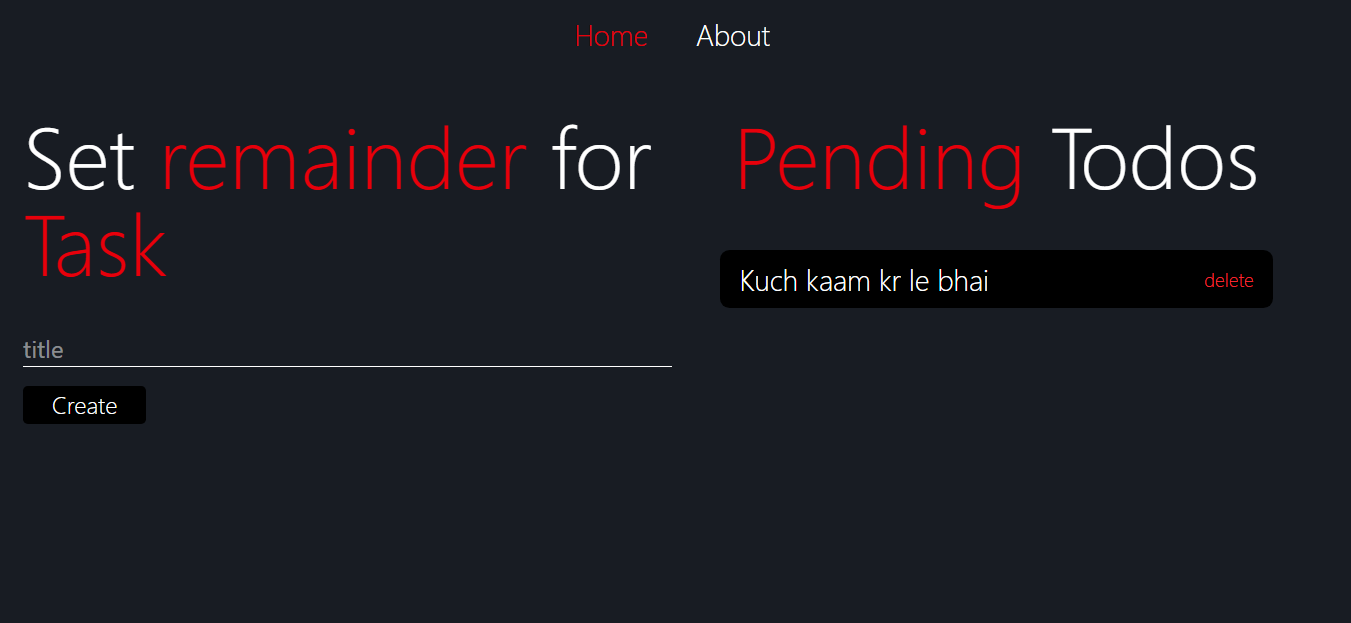 Home About
Set remainder for
Task
title
Create
Pending Todos
Kuch kaam kr le bhai delete